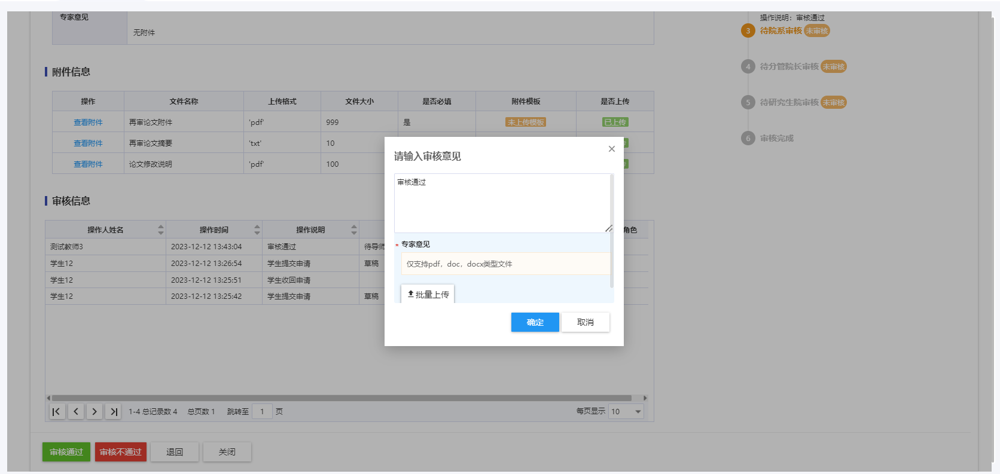 专家意见
无附件
操作说明：审核通过
3 待院系审核 未审核
4 待分管院长审核 未审核
5 待研究生院审核 未审核
6 审核完成
附件信息
操作 文件名称 上传格式 文件大小 是否必填 附件模板 是否上传
查看附件 再审论文附件 'pdf' 999 是 未上传模板 已上传
查看附件 再审论文摘要 'txt' 10
查看附件 论文修改说明 'pdf' 100
审核信息
操作人姓名 操作时间 操作说明 角色
测试教师3 2023-12-12 13:43:04 审核通过 待导师
学生12 2023-12-12 13:26:54 学生提交申请 草稿
学生12 2023-12-12 13:25:51 学生收回申请
学生12 2023-12-12 13:25:42 学生提交申请 草稿
请输入审核意见
审核通过
* 专家意见
仅支持pdf，doc，docx类型文件
批量上传
确定 取消
1-4 总记录数 4 总页数 1 跳转至 1 页 每页显示 10
审核通过 审核不通过 退回 关闭